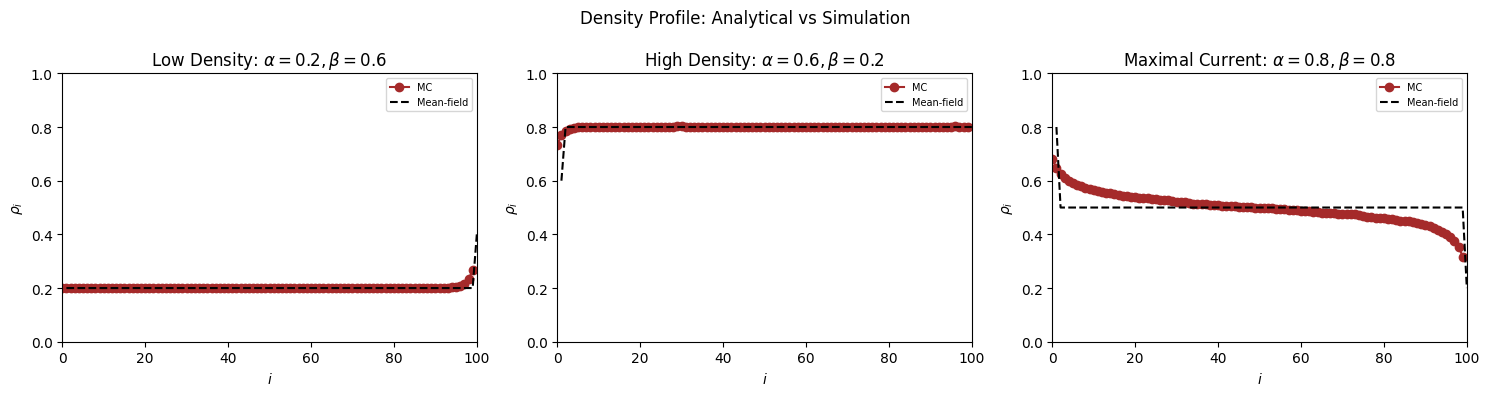 Density Profile: Analytical vs Simulation
Low Density: α = 0.2, β = 0.6
1.0
0.8
0.6
0.4
0.2
0.0
ρᵢ
MC
Mean-field
0 20 40 60 80 100
i
High Density: α = 0.6, β = 0.2
1.0
0.8
0.6
0.4
0.2
0.0
ρᵢ
MC
Mean-field
0 20 40 60 80 100
i
Maximal Current: α = 0.8, β = 0.8
1.0
0.8
0.6
0.4
0.2
0.0
ρᵢ
MC
Mean-field
0 20 40 60 80 100
i